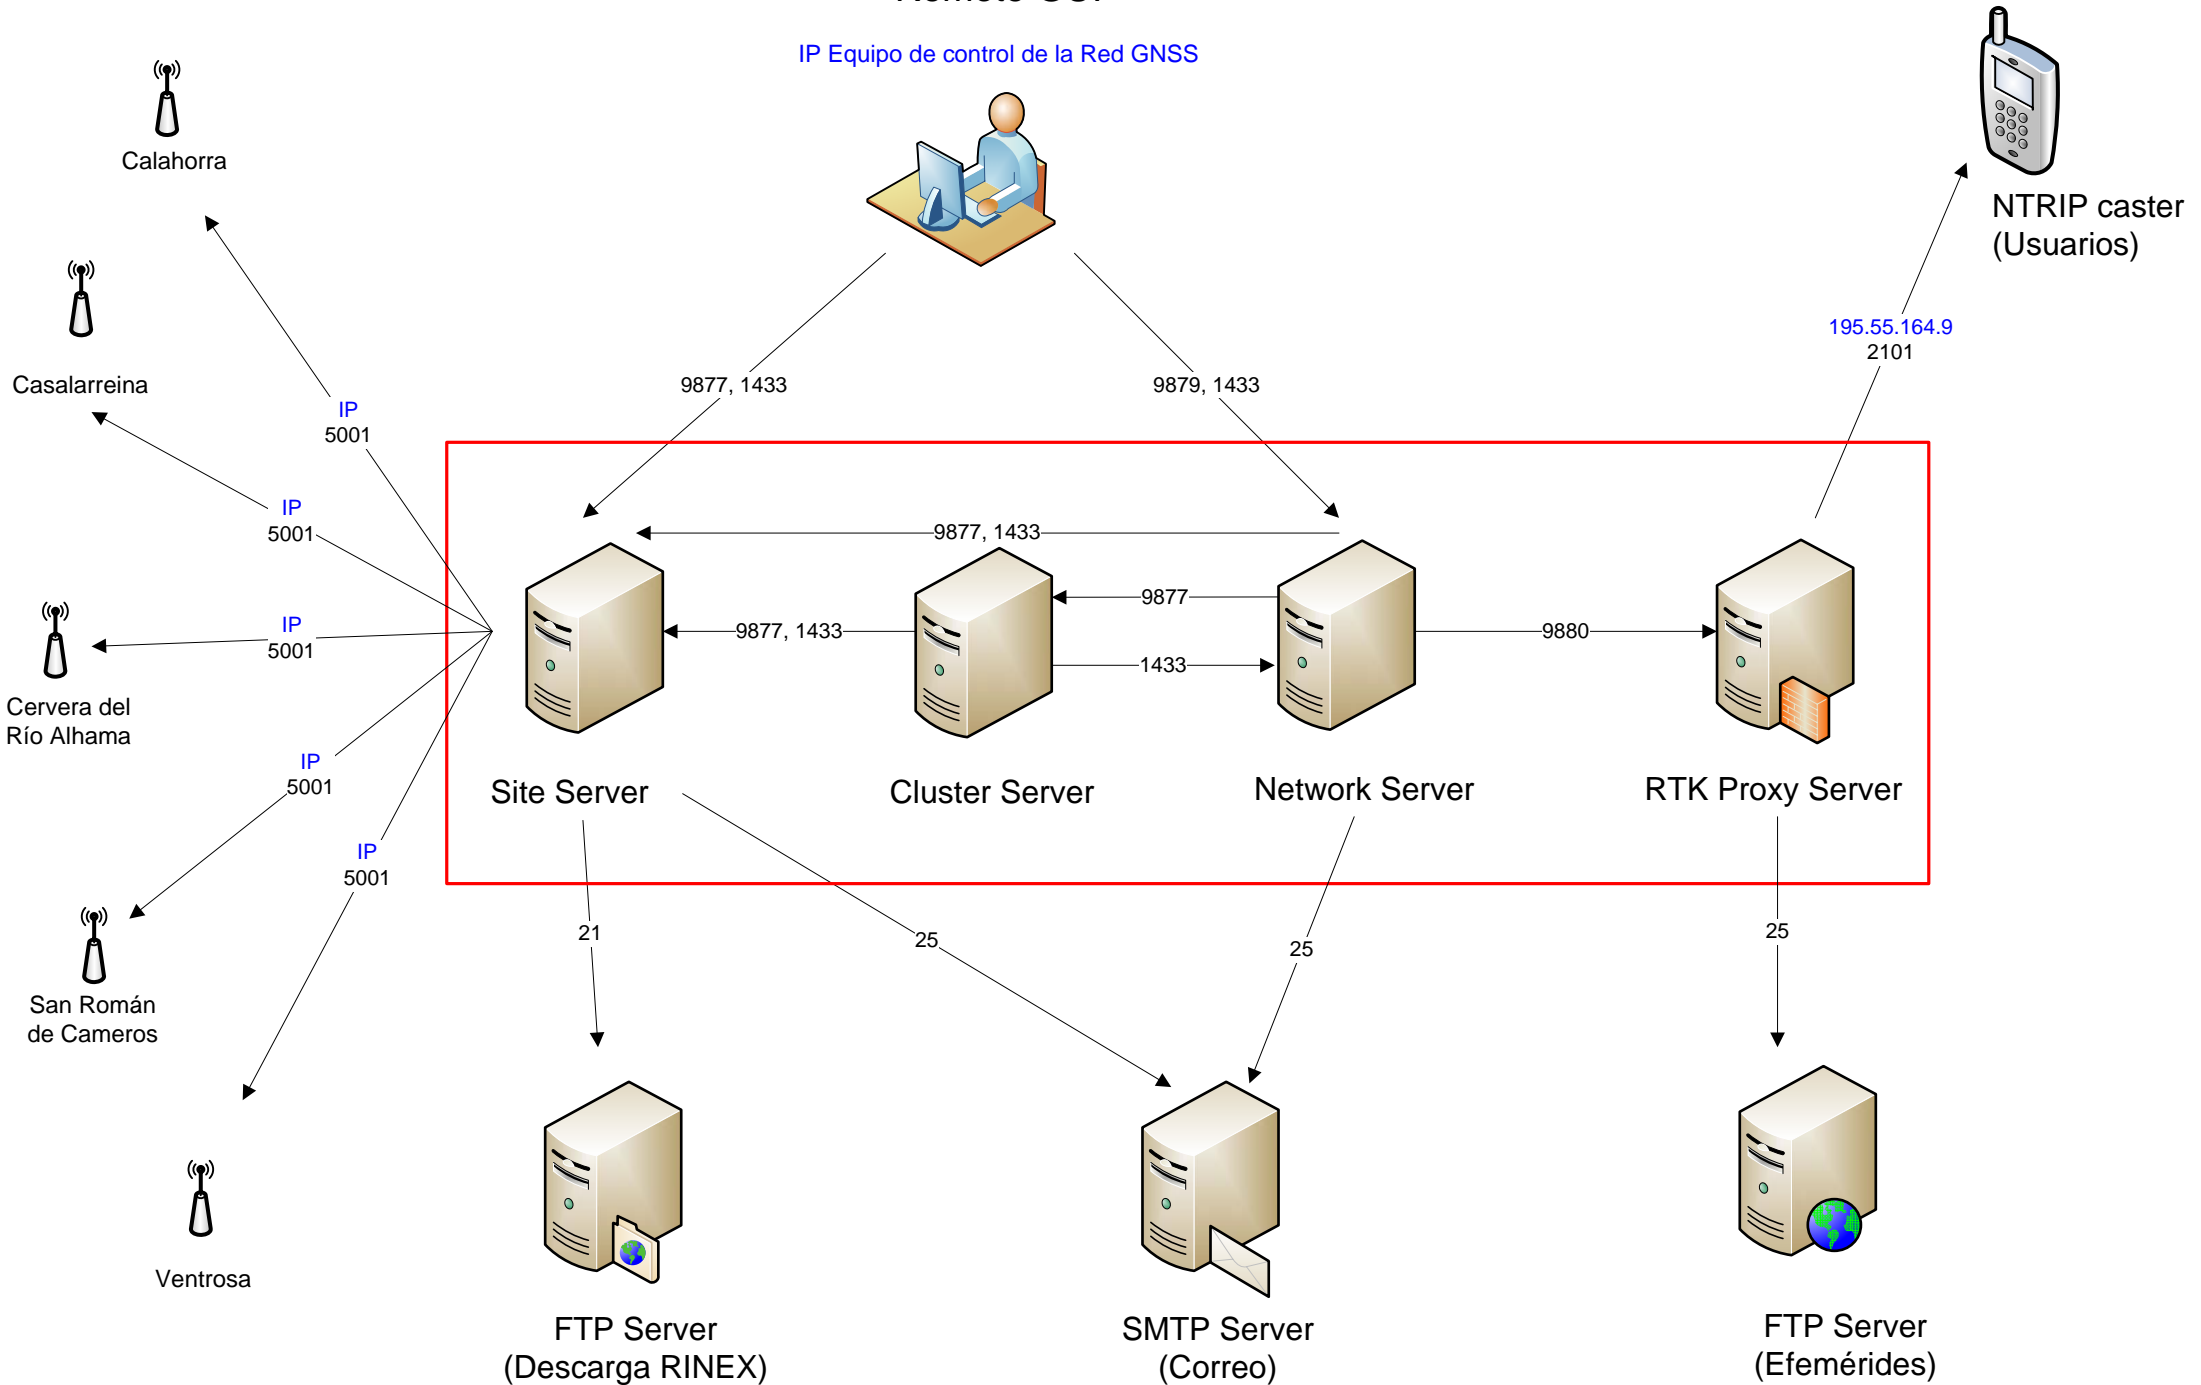 IP Equipo de control de la Red GNSS
Calahorra
NTRIP caster
(Usuarios)
195.55.164.9
2101
Casalarreina
9877, 1433
9879, 1433
IP
5001
IP
5001
9877, 1433
9877
IP
5001
9877, 1433
9880
1433
Cervera del
Río Alhama
IP
5001
Site Server
Cluster Server
Network Server
RTK Proxy Server
IP
5001
21
25
25
25
San Román
de Cameros
Ventrosa
FTP Server
(Descarga RINEX)
SMTP Server
(Correo)
FTP Server
(Efemérides)